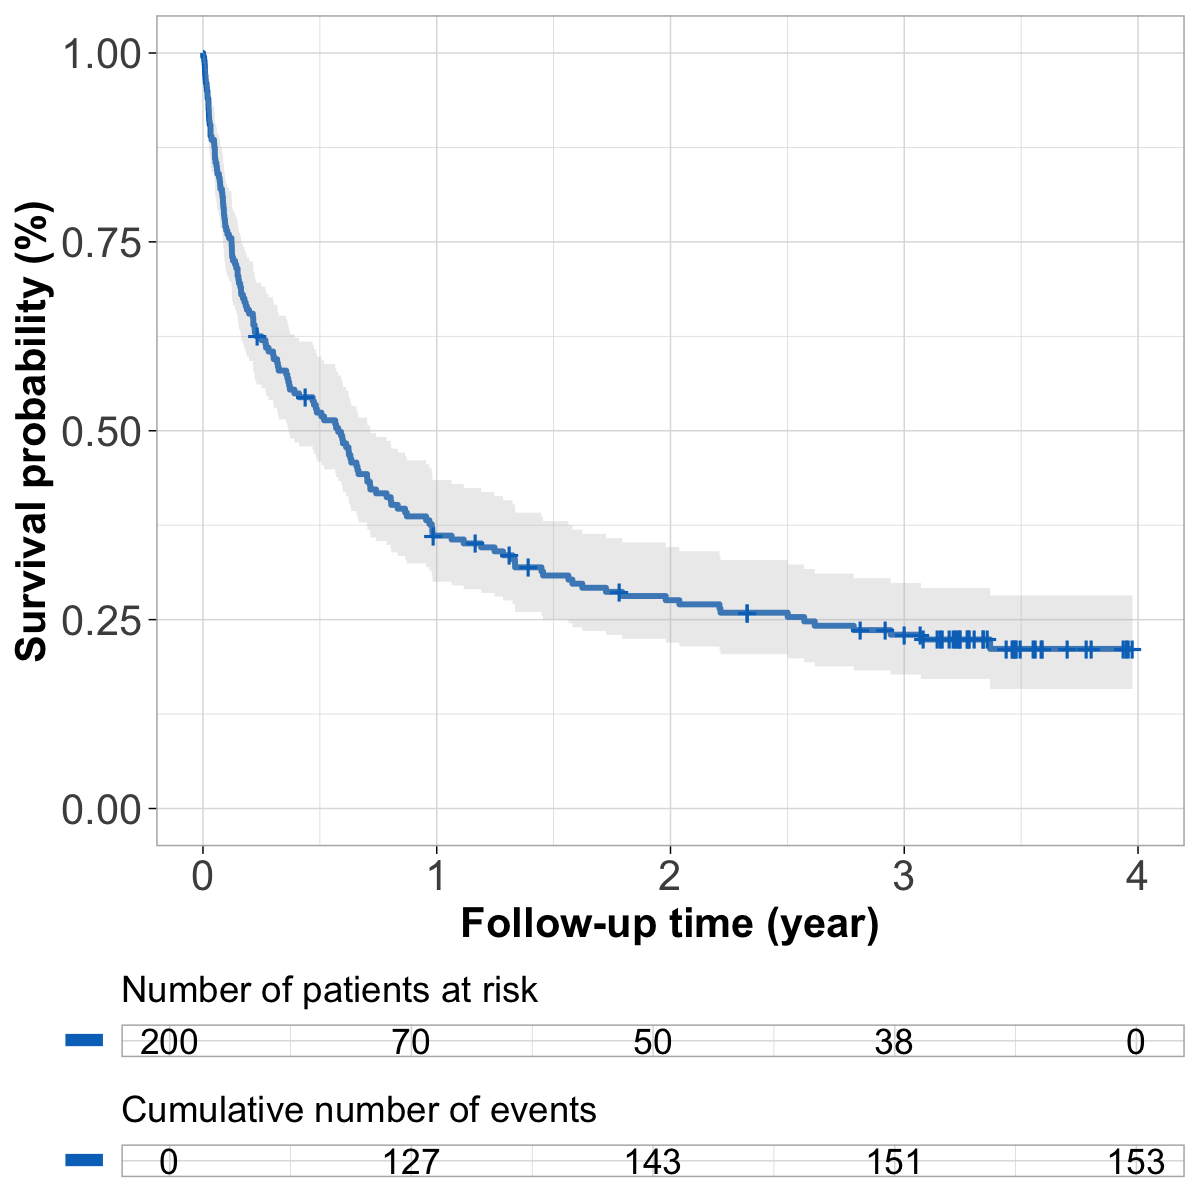 Survival probability (%)
1.00
0.75
0.50
0.25
0.00
0 1 2 3 4
Follow-up time (year)
Number of patients at risk
200 70 50 38 0
Cumulative number of events
0 127 143 151 153